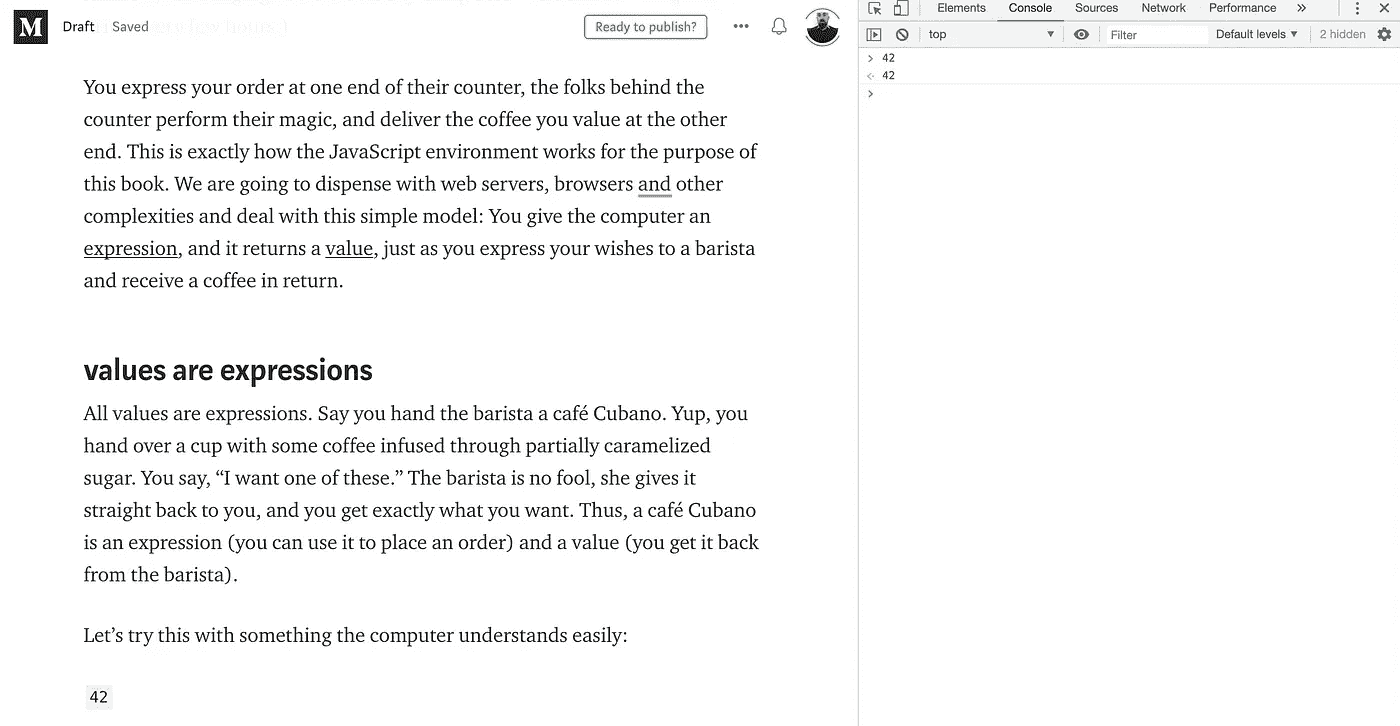 M Draft Saved Ready to publish?
You express your order at one end of their counter, the folks behind the
counter perform their magic, and deliver the coffee you value at the other
end. This is exactly how the JavaScript environment works for the purpose of
this book. We are going to dispense with web servers, browsers and other
complexities and deal with this simple model: You give the computer an
expression, and it returns a value, just as you express your wishes to a barista
and receive a coffee in return.
values are expressions
All values are expressions. Say you hand the barista a café Cubano. Yup, you
hand over a cup with some coffee infused through partially caramelized
sugar. You say, “I want one of these.” The barista is no fool, she gives it
straight back to you, and you get exactly what you want. Thus, a café Cubano
is an expression (you can use it to place an order) and a value (you get it back
from the barista).
Let’s try this with something the computer understands easily:
42
Elements Console Sources Network Performance
top Filter Default levels 2 hidden
42
42